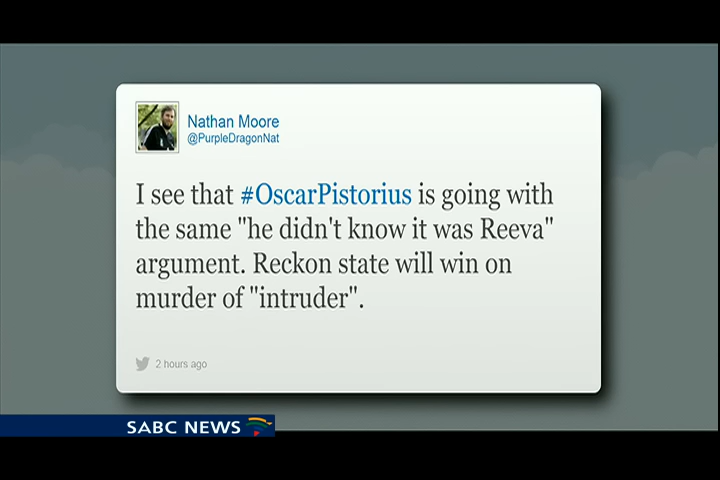 Nathan Moore
@PurpleDragonNat
I see that #OscarPistorius is going with
the same "he didn't know it was Reeva"
argument. Reckon state will win on
murder of "intruder".
2 hours ago
SABC NEWS